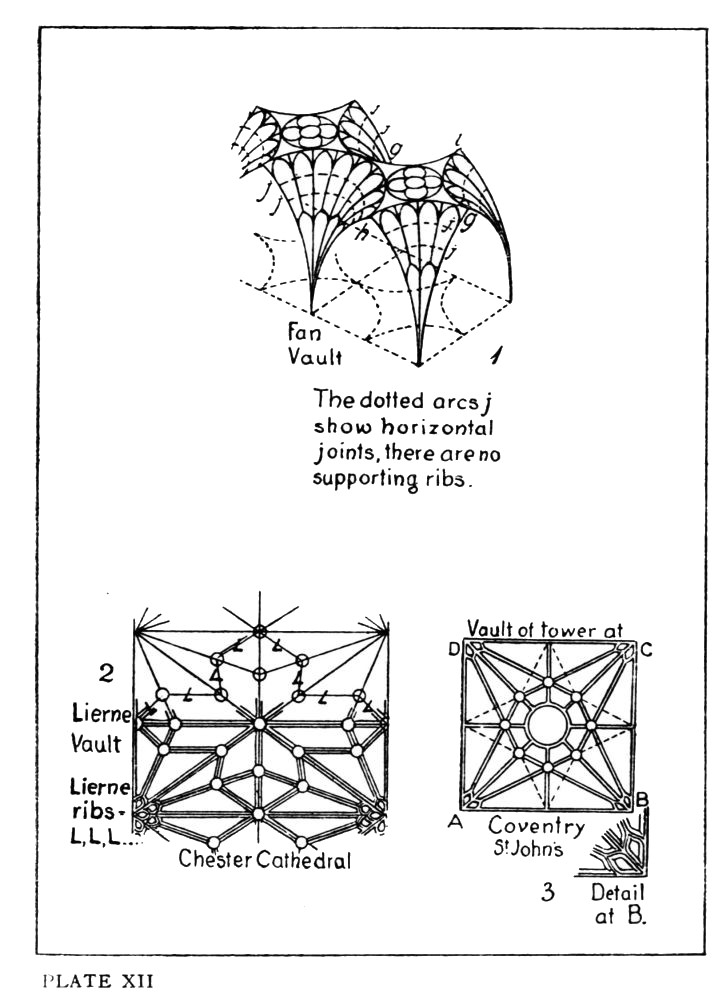 j
j
g
l
j
j
h
j
g
j
Fan
Vault
1
The dotted arcs j
show horizontal
joints, there are no
supporting ribs.
2
L
L
L
L
L
L
L
L
Lierne
Vault
Lierne
ribs-
L,L,L....
Chester Cathedral
Vault of tower at
D
C
A
B
Coventry
St John's
3
Detail
at B.
PLATE XII